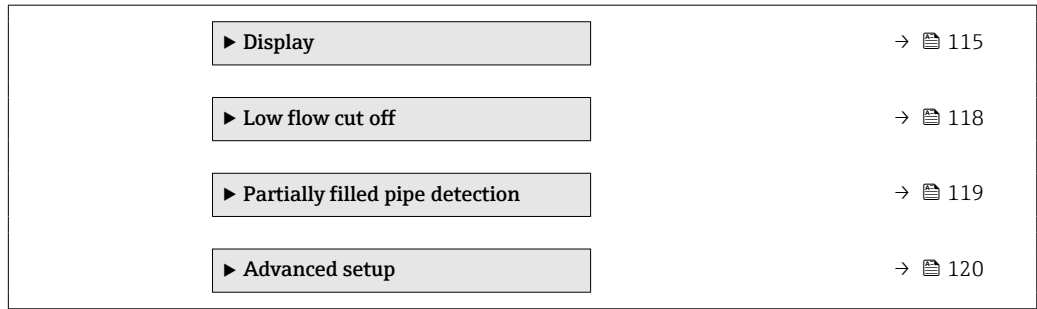 ▶ Display → 115
▶ Low flow cut off → 118
▶ Partially filled pipe detection → 119
▶ Advanced setup → 120